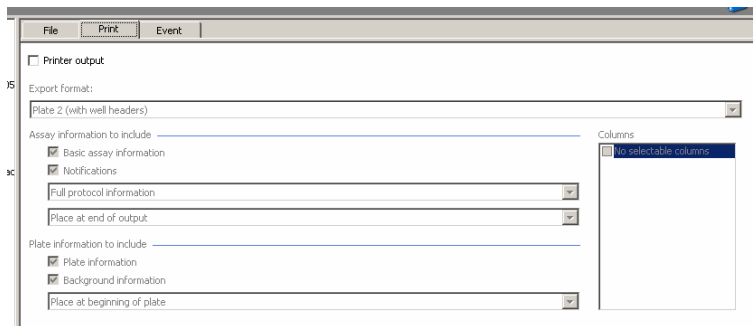 File Print Event
Printer output
05
Export format:
Plate 2 (with well headers)
Assay information to include
Columns
Basic assay information
No selectable columns
Notifications
ac
Full protocol information
Place at end of output
Plate information to include
Plate information
Background information
Place at beginning of plate